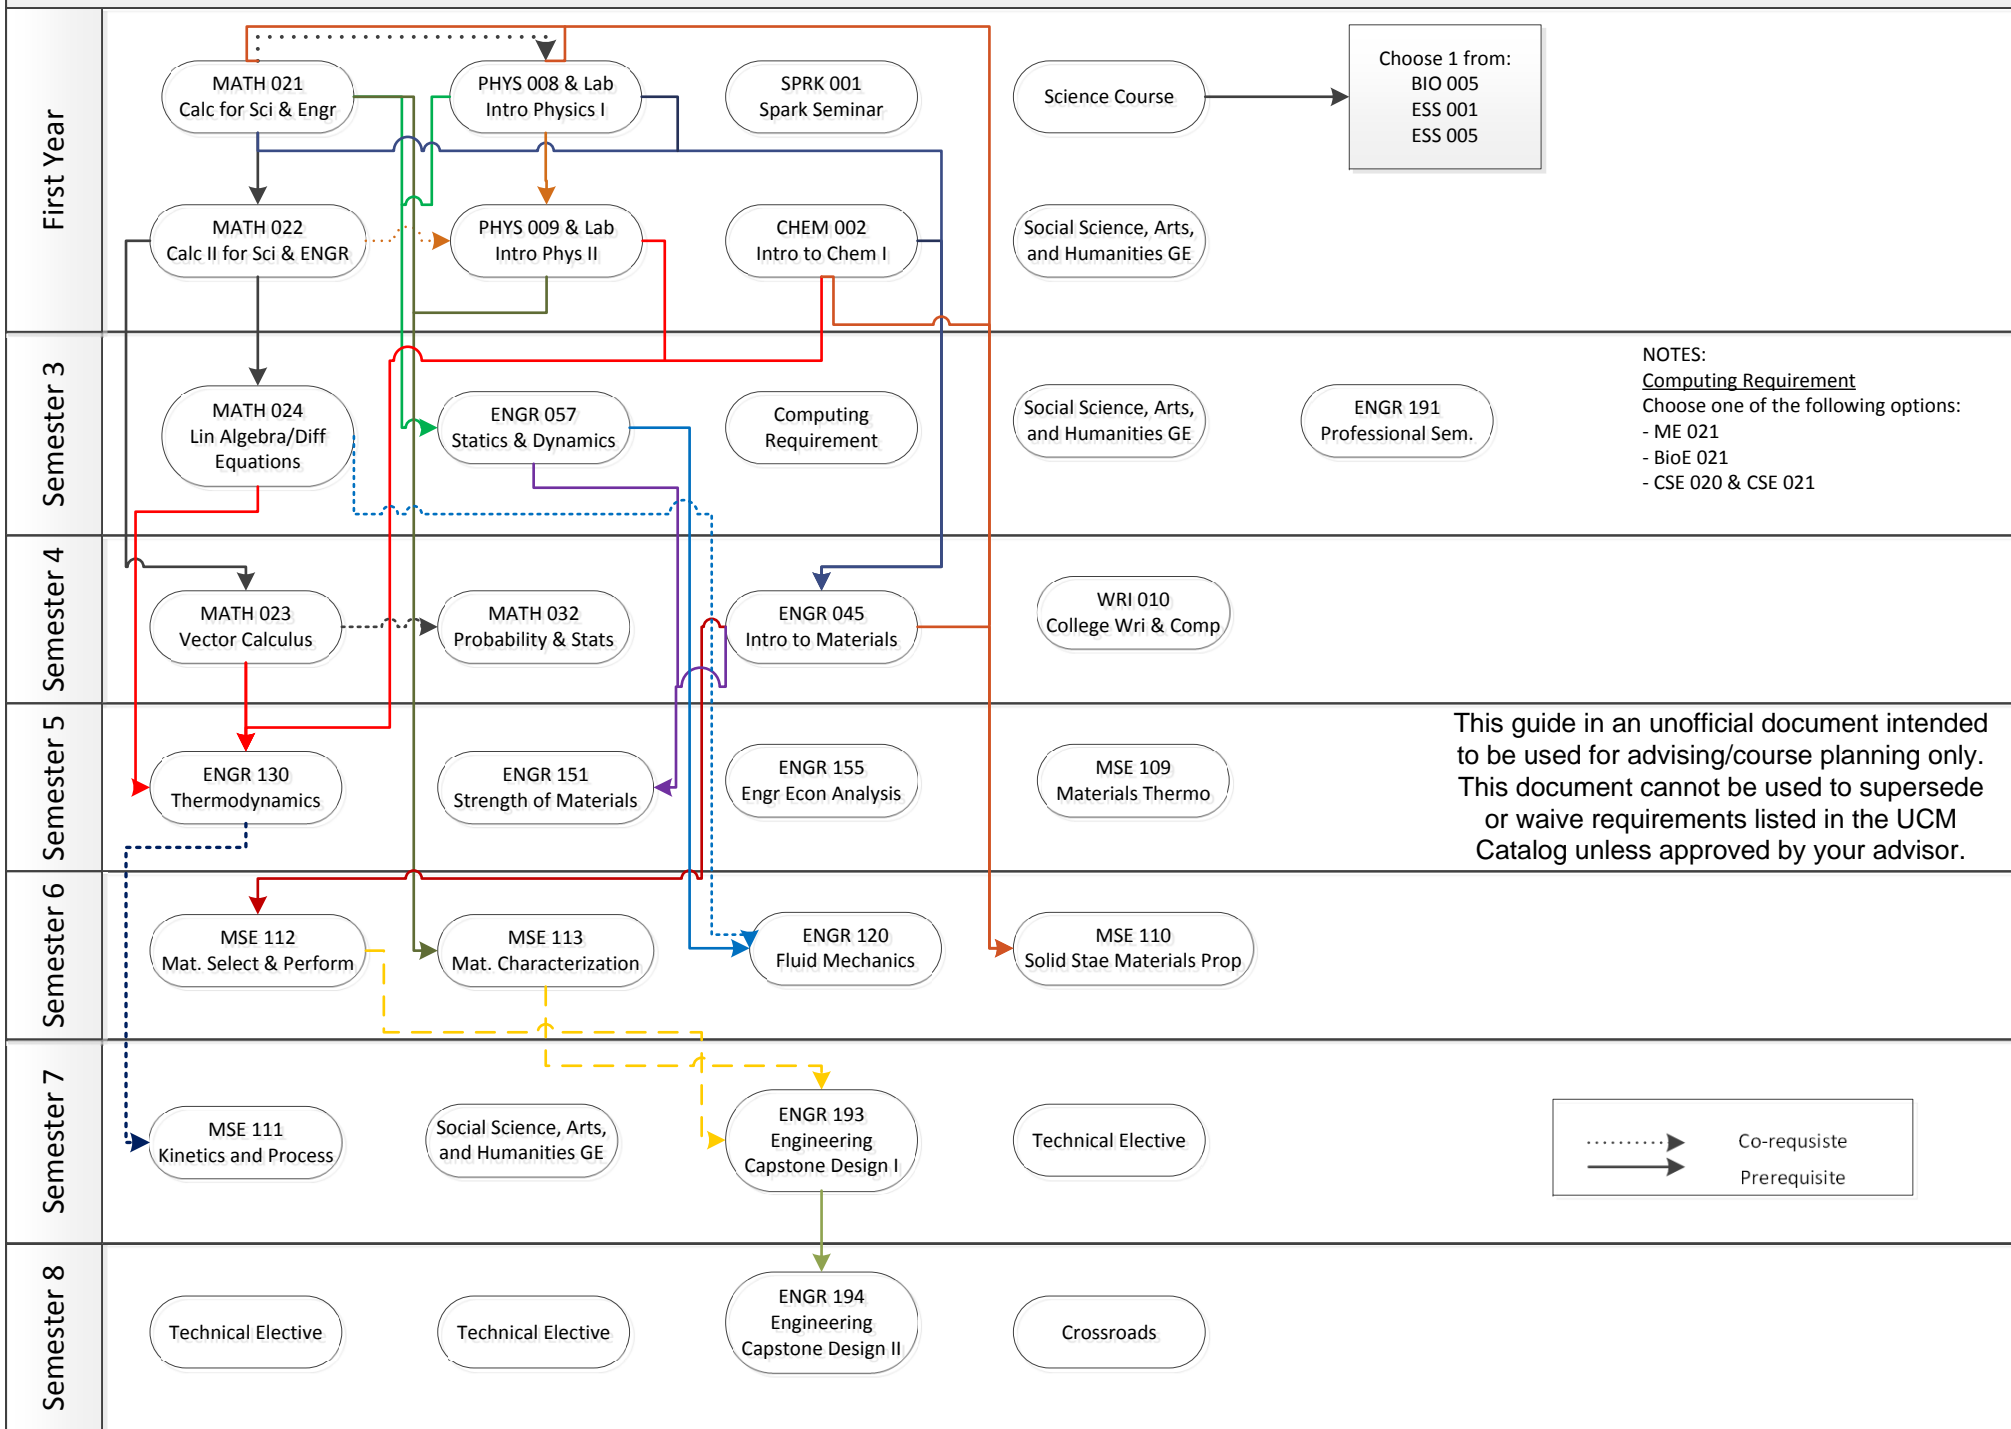 First Year
MATH 021
Calc for Sci & Engr
PHYS 008 & Lab
Intro Physics I
SPRK 001
Spark Seminar
Science Course
Choose 1 from:
BIO 005
ESS 001
ESS 005
MATH 022
Calc II for Sci & ENGR
PHYS 009 & Lab
Intro Phys II
CHEM 002
Intro to Chem I
Social Science, Arts,
and Humanities GE
Semester 3
MATH 024
Lin Algebra/Diff
Equations
ENGR 057
Statics & Dynamics
Computing
Requirement
Social Science, Arts,
and Humanities GE
ENGR 191
Professional Sem.
NOTES:
Computing Requirement
Choose one of the following options:
- ME 021
- BioE 021
- CSE 020 & CSE 021
Semester 4
MATH 023
Vector Calculus
MATH 032
Probability & Stats
ENGR 045
Intro to Materials
WRI 010
College Wri & Comp
Semester 5
ENGR 130
Thermodynamics
ENGR 151
Strength of Materials
ENGR 155
Engr Econ Analysis
MSE 109
Materials Thermo
This guide in an unofficial document intended
to be used for advising/course planning only.
This document cannot be used to supersede
or waive requirements listed in the UCM
Catalog unless approved by your advisor.
Semester 6
MSE 112
Mat. Select & Perform
MSE 113
Mat. Characterization
ENGR 120
Fluid Mechanics
MSE 110
Solid Stae Materials Prop
Semester 7
MSE 111
Kinetics and Process
Social Science, Arts,
and Humanities GE
ENGR 193
Engineering
Capstone Design I
Technical Elective
Co-requsiste
Prerequisite
Semester 8
Technical Elective
Technical Elective
ENGR 194
Engineering
Capstone Design II
Crossroads